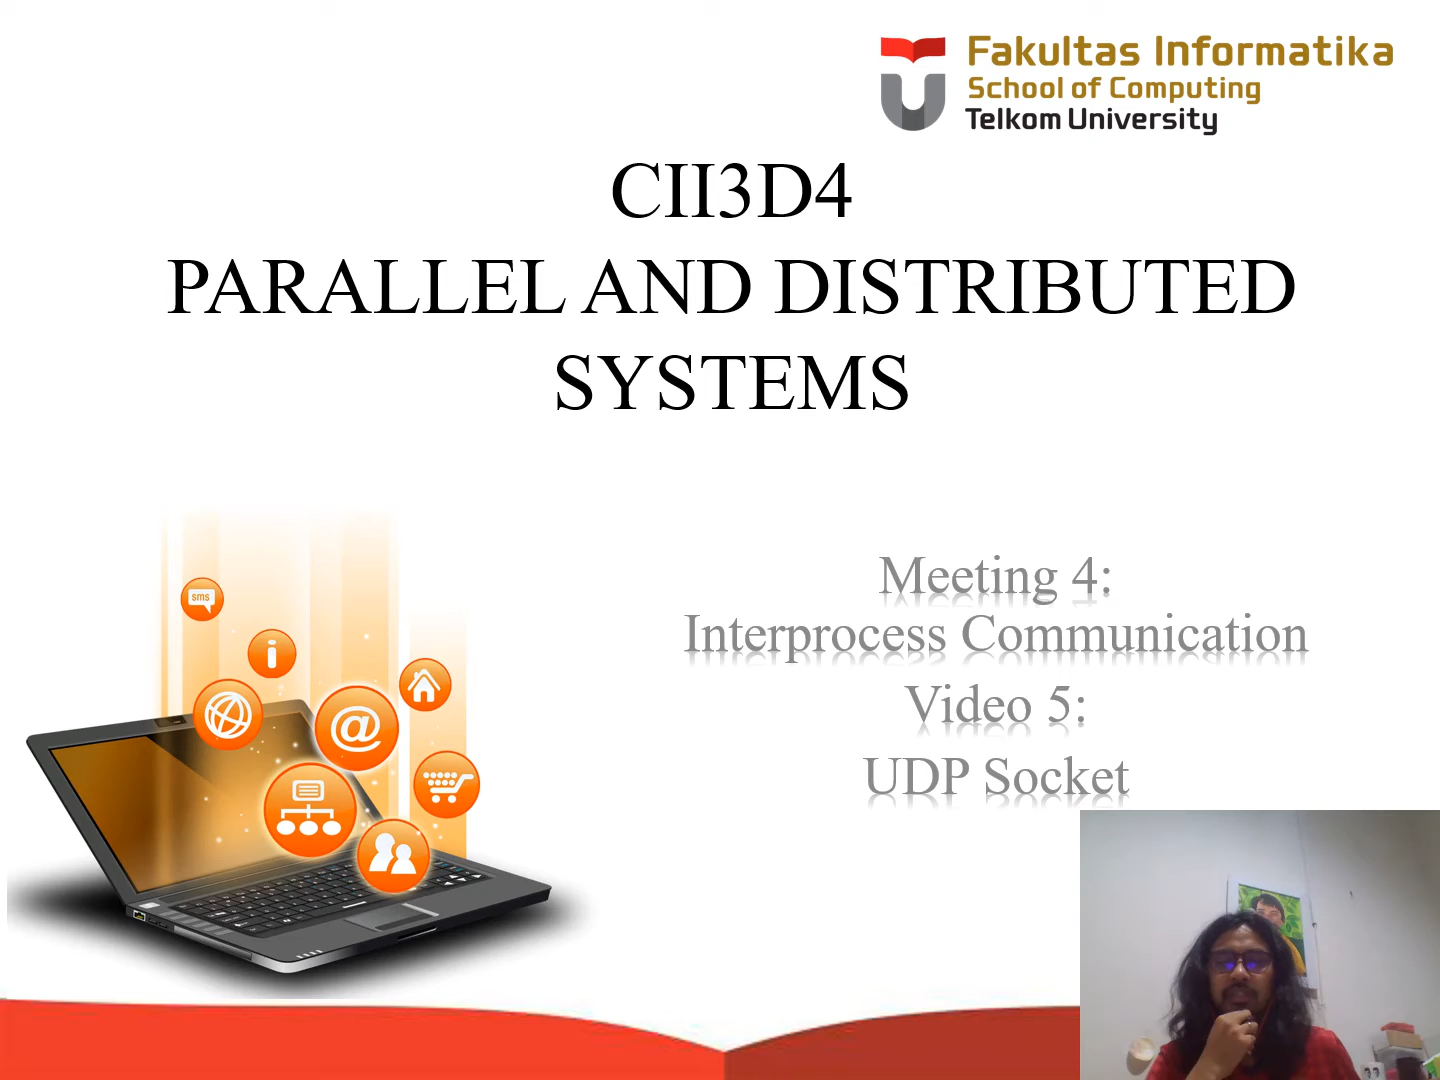 Fakultas Informatika
School of Computing
Telkom University
CII3D4
PARALLEL AND DISTRIBUTED
SYSTEMS
Meeting 4:
Interprocess Communication
Video 5:
UDP Socket
sms
i
@